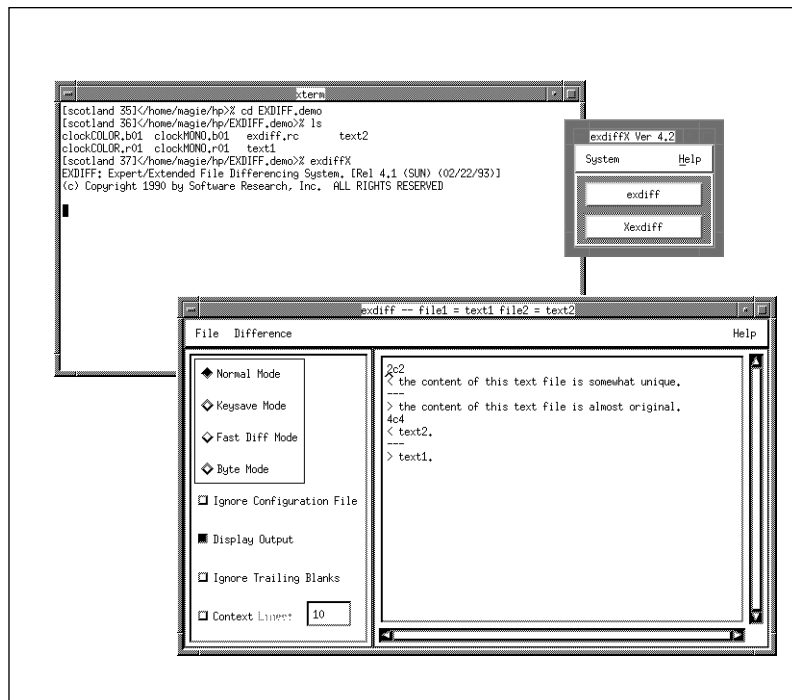 xterm
[scotland 35]</home/magie/hp>% cd EXDIFF.demo
[scotland 36]</home/magie/hp/EXDIFF.demo>% ls
clockCOLOR.b01 clockMONO.b01 exdiff.rc text2
clockCOLOR.r01 clockMONO.r01 text1
[scotland 37]</home/magie/hp/EXDIFF.demo>% exdiffX
EXDIFF: Expert/Extended File Differencing System. [Rel 4.1 (SUN) (02/22/93)]
(c) Copyright 1990 by Software Research, Inc. ALL RIGHTS RESERVED
exdiffX Ver 4.2
System Help
exdiff
Xexdiff
exdiff -- file1 = text1 file2 = text2
File Difference Help
Normal Mode
Keysave Mode
Fast Diff Mode
Byte Mode
Ignore Configuration File
Display Output
Ignore Trailing Blanks
Context Lines: 10
2c2
< the content of this text file is somewhat unique.
---
> the content of this text file is almost original.
4c4
< text2.
---
> text1.